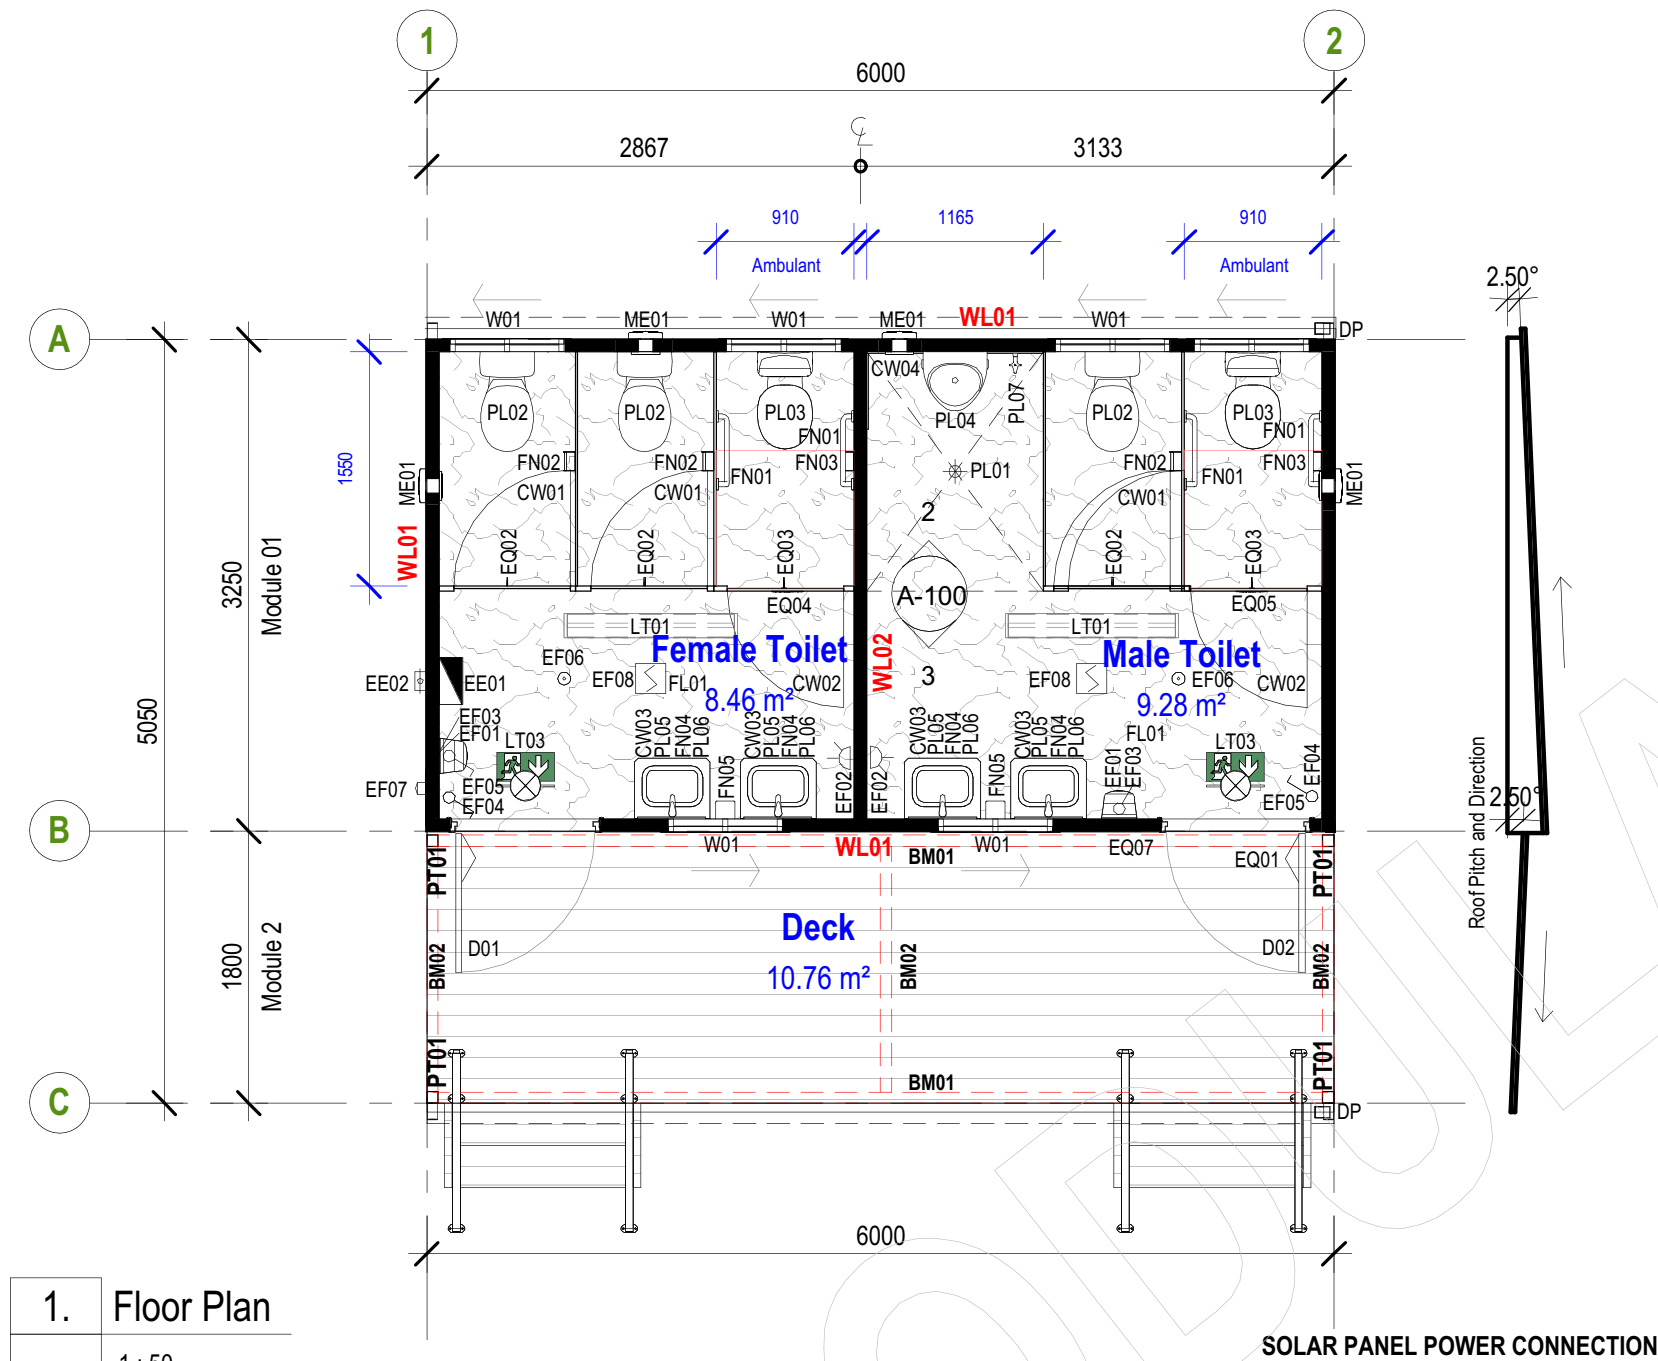 1
2
6000
2867
3133
910
1165
910
Ambulant
Ambulant
2.50°
W01
ME01
W01
ME01
WL01
W01
DP
A
CW04
PL02
PL02
PL03
PL04
PL07
PL02
PL03
FN01
FN01
1550
ME01
FN02
FN02
FN03
FN01
PL01
FN02
FN03
FN01
ME01
CW01
CW01
CW01
2
WL01
EQ02
EQ02
EQ03
EQ02
EQ03
3250
Module 01
A-100
EQ04
EQ05
LT01
LT01
Female Toilet
8.46 m²
WL02
Male Toilet
9.28 m²
EF06
EF08
FL01
CW02
3
EF08
EF06
CW02
EE02
EE01
5050
EF03
EF01
LT03
CW03
PL05
FN04
PL06
CW03
PL05
FN04
PL06
CW03
PL05
FN04
PL06
CW03
PL05
FN04
PL06
FL01
LT03
EF07
EF05
EF04
FN05
EF02
EF02
FN05
EF01
EF03
EF05
EF04
2.50°
Roof Pitch and Direction
B
W01
WL01
BM01
W01
EQ07
EQ01
PT01
PT01
1800
Module 2
D01
BM02
Deck
10.76 m²
BM02
D02
BM02
PT01
BM01
PT01
C
DP
6000
1.
Floor Plan
1 : 50
SOLAR PANEL POWER CONNECTION